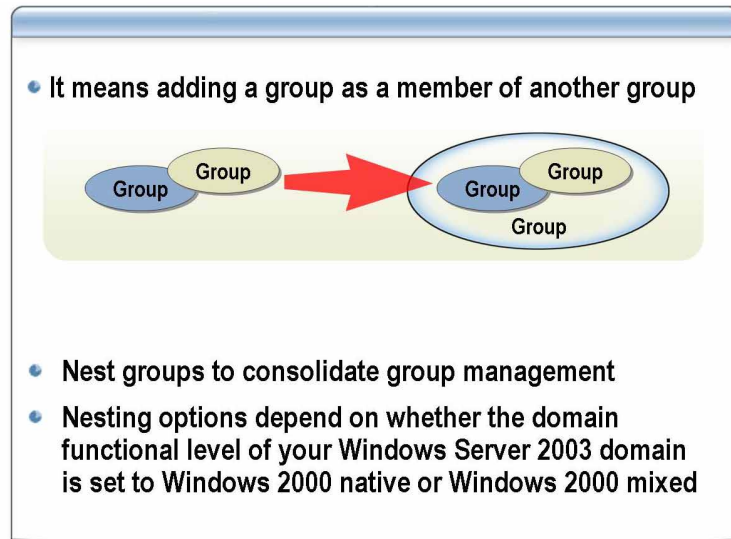 It means adding a group as a member of another group
Group
Group
Group
Group
Group
Nest groups to consolidate group management
Nesting options depend on whether the domain
functional level of your Windows Server 2003 domain
is set to Windows 2000 native or Windows 2000 mixed